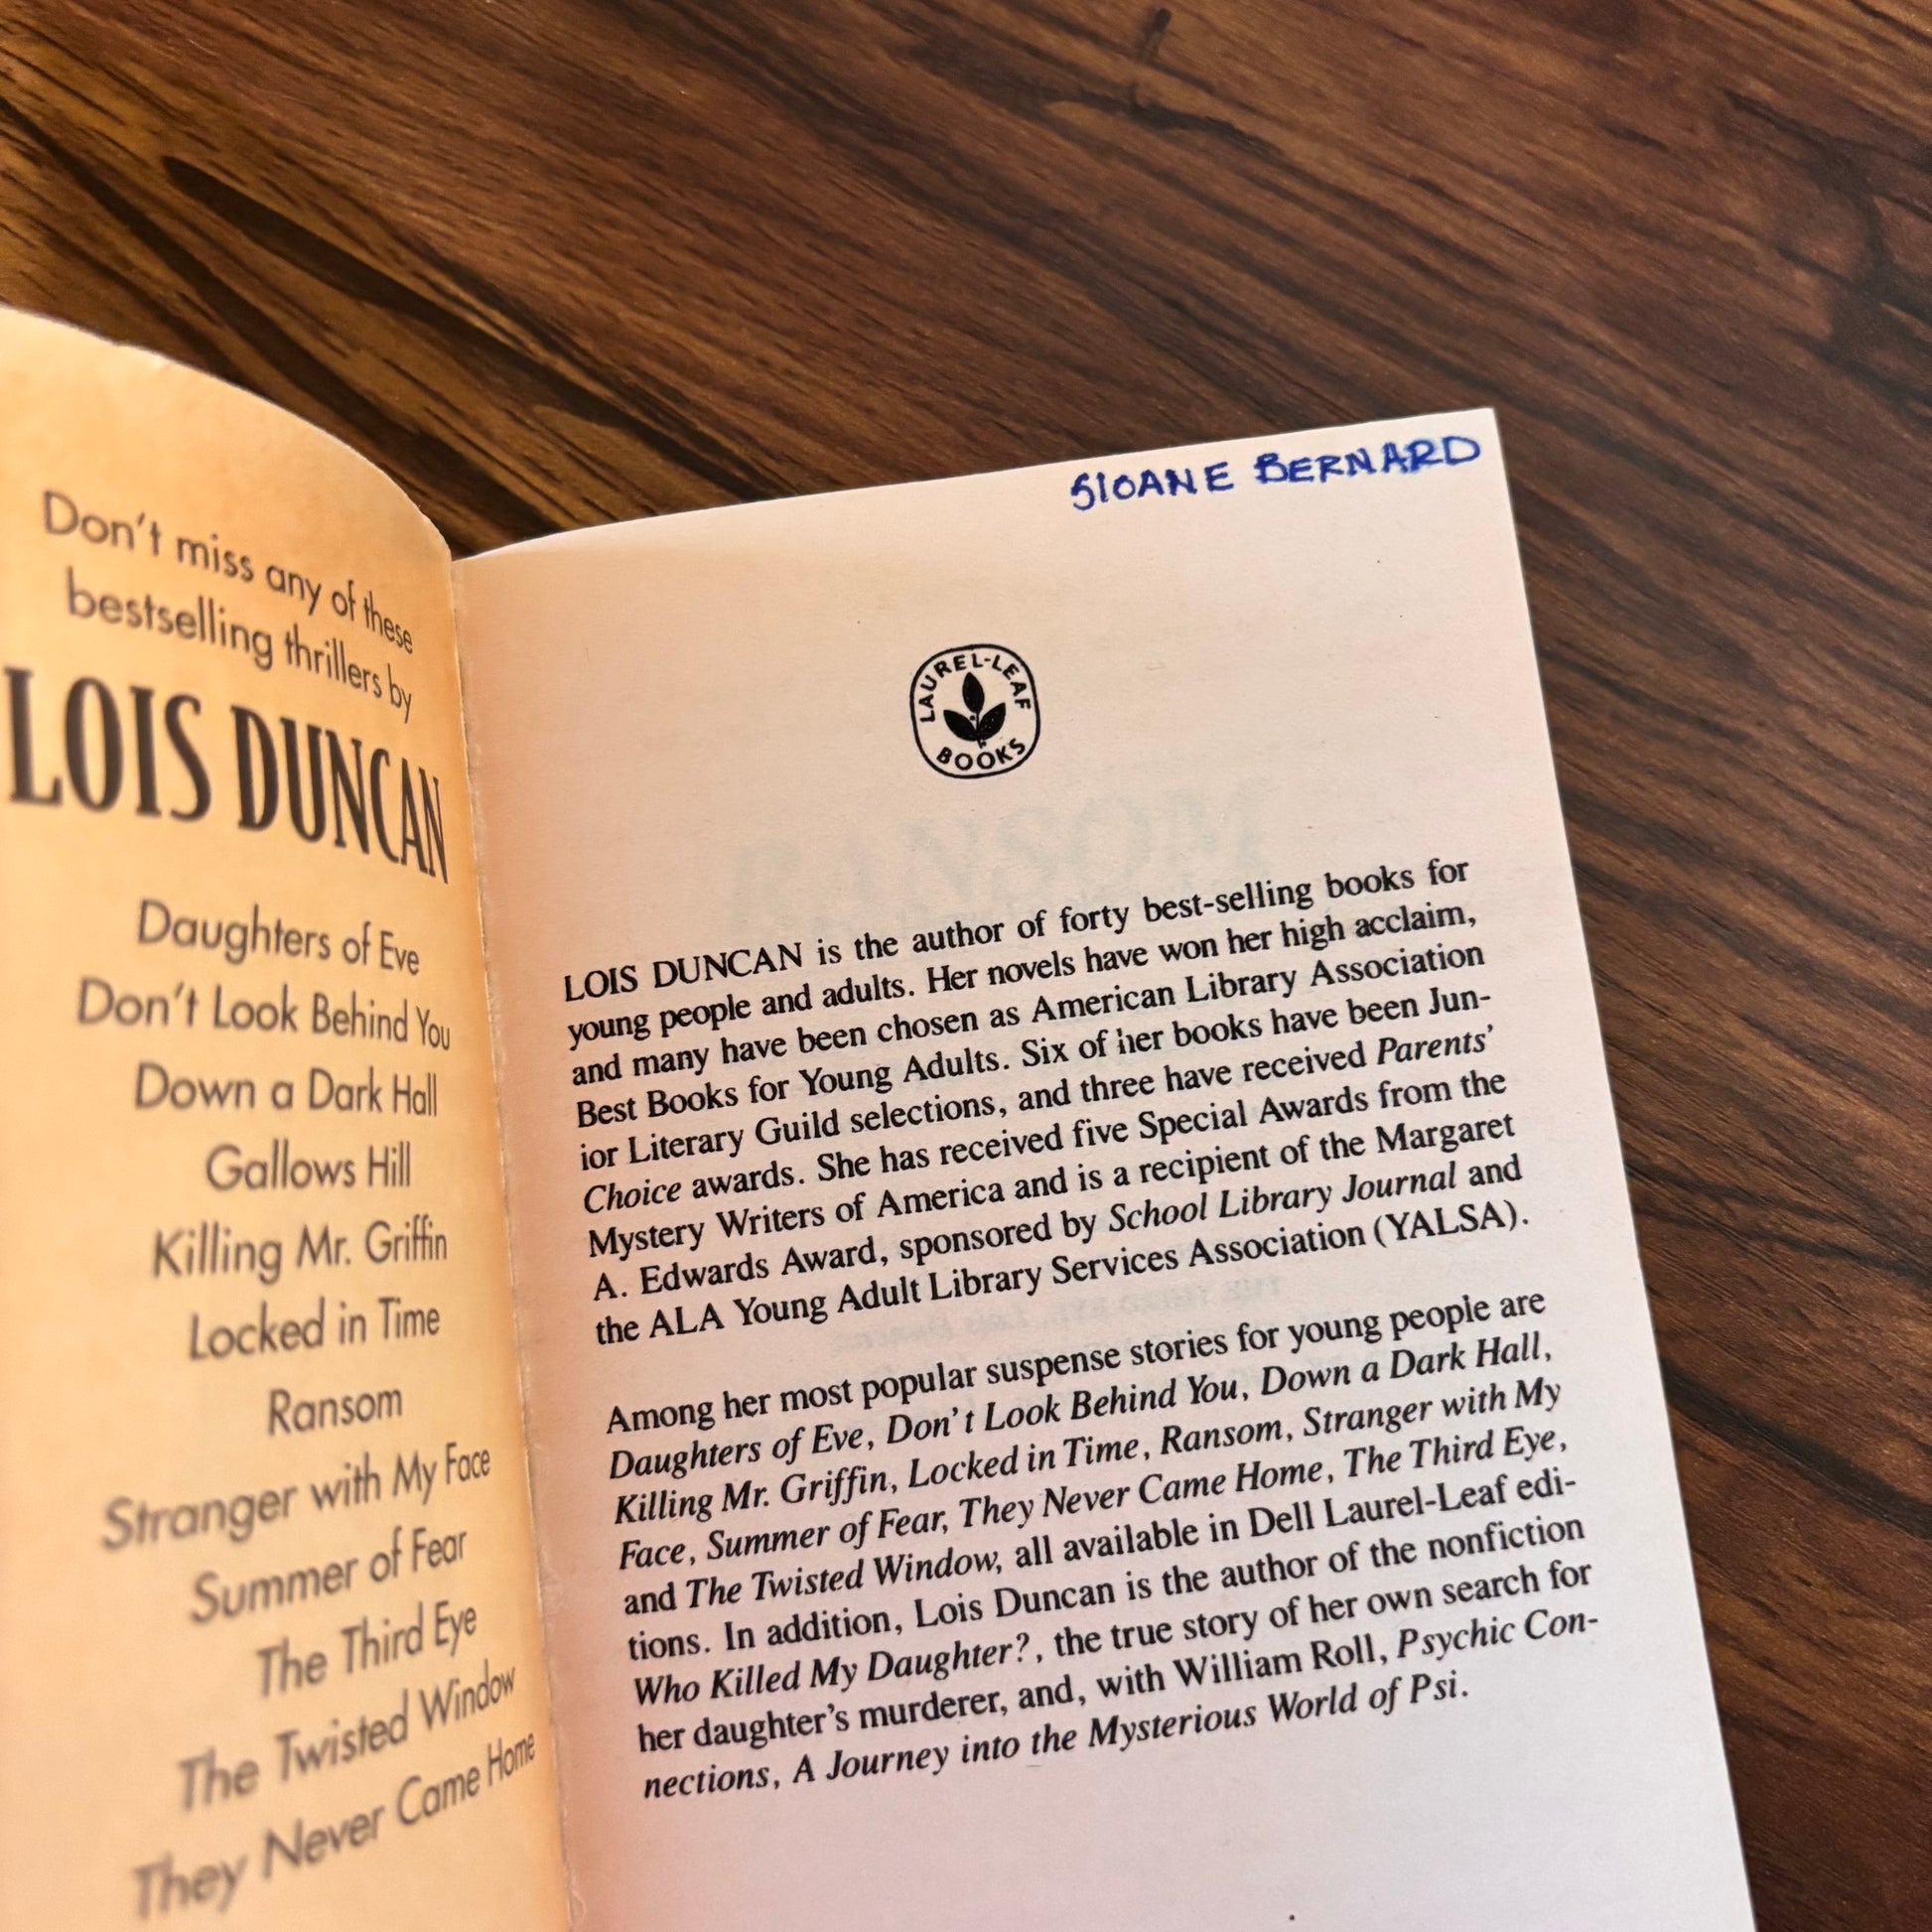 Don't miss any of these
bestselling thrillers by
LOIS DUNCAN
Daughters of Eve
Don't Look Behind You
Down a Dark Hall
Gallows Hill
Killing Mr. Griffin
Locked in Time
Ransom
Stranger with My Face
Summer of Fear
The Third Eye
The Twisted Window
They Never Came Home
SlOANE BERNARD
LAUREL-LEAF
BOOKS
RANSOM
LOIS DUNCAN is the author of forty best-selling books for
young people and adults. Her novels have won her high acclaim,
and many have been chosen as American Library Association
Best Books for Young Adults. Six of her books have been Jun-
ior Literary Guild selections, and three have received Parents'
Choice awards. She has received five Special Awards from the
Mystery Writers of America and is a recipient of the Margaret
A. Edwards Award, sponsored by School Library Journal and
the ALA Young Adult Library Services Association (YALSA).
Among her most popular suspense stories for young people are
Daughters of Eve, Don't Look Behind You, Down a Dark Hall,
Killing Mr. Griffin, Locked in Time, Ransom, Stranger with My
Face, Summer of Fear, They Never Came Home, The Third Eye,
and The Twisted Window, all available in Dell Laurel-Leaf edi-
tions. In addition, Lois Duncan is the author of the nonfiction
Who Killed My Daughter?, the true story of her own search for
her daughter's murderer, and, with William Roll, Psychic Con-
nections, A Journey into the Mysterious World of Psi.